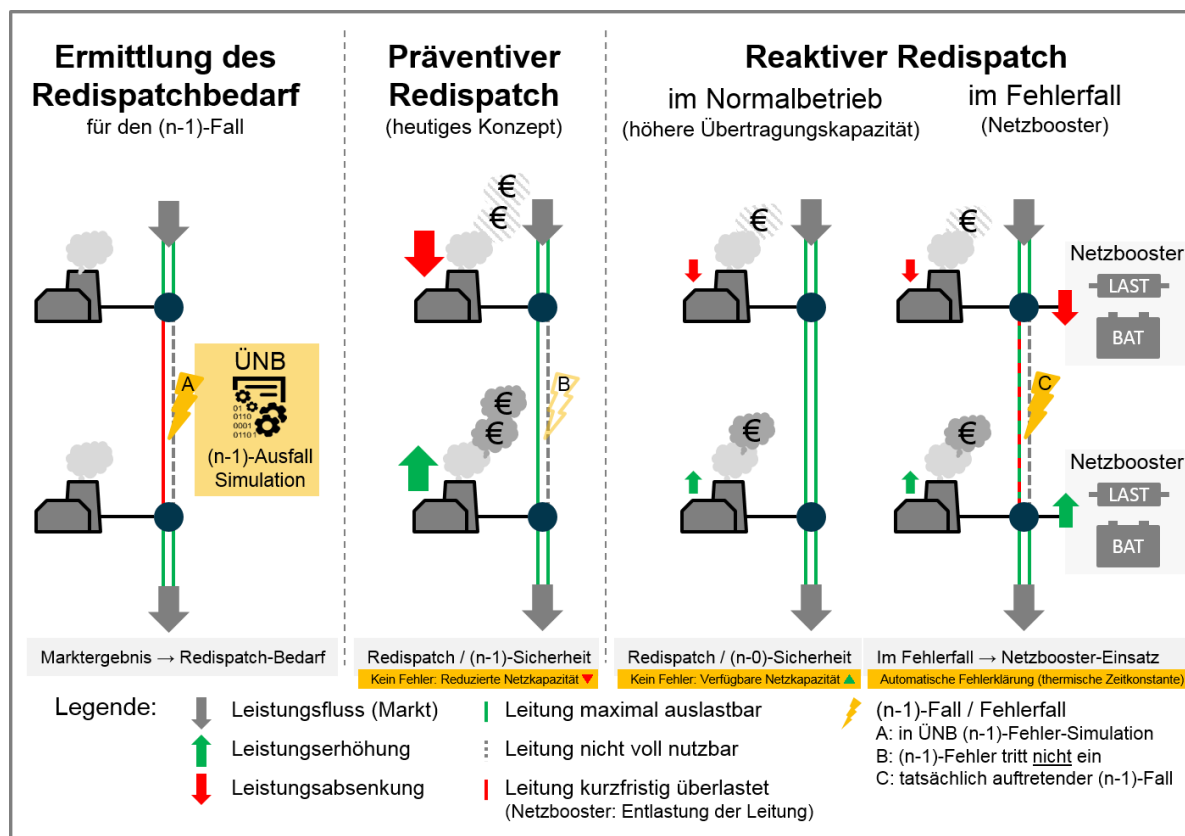 Ermittlung des
Redispatchbedarf
für den (n-1)-Fall
Präventiver
Redispatch
(heutiges Konzept)
Reaktiver Redispatch
im Normalbetrieb
(höhere Übertragungskapazität)
im Fehlerfall
(Netzbooster)
A
ÜNB
01
0110
0001
0110
(n-1)-Ausfall
Simulation
€
€
B
€
€
€
€
€
€
C
Netzbooster
LAST
BAT
Netzbooster
LAST
BAT
Marktergebnis → Redispatch-Bedarf
Redispatch / (n-1)-Sicherheit
Kein Fehler: Reduzierte Netzkapazität
Redispatch / (n-0)-Sicherheit
Kein Fehler: Verfügbare Netzkapazität
Im Fehlerfall → Netzbooster-Einsatz
Automatische Fehlerklärung (thermische Zeitkonstante)
Legende:
Leistungsfluss (Markt)
Leistungserhöhung
Leistungsabsenkung
Leitung maximal auslastbar
Leitung nicht voll nutzbar
Leitung kurzfristig überlastet
(Netzbooster: Entlastung der Leitung)
(n-1)-Fall / Fehlerfall
A: in ÜNB (n-1)-Fehler-Simulation
B: (n-1)-Fehler tritt nicht ein
C: tatsächlich auftretender (n-1)-Fall